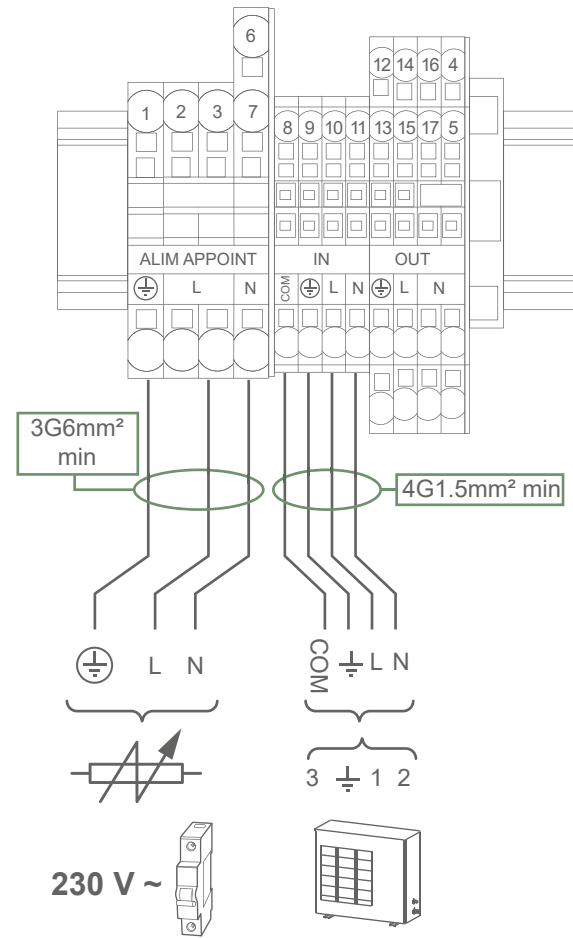 6
12 14 16 4
1 2 3 7
8 9 10 11 13 15 17 5
ALIM APPOINT IN OUT
L N COM L N L N
3G6mm²
min
4G1.5mm² min
L N
COM L N
3 1 2
230 V ~